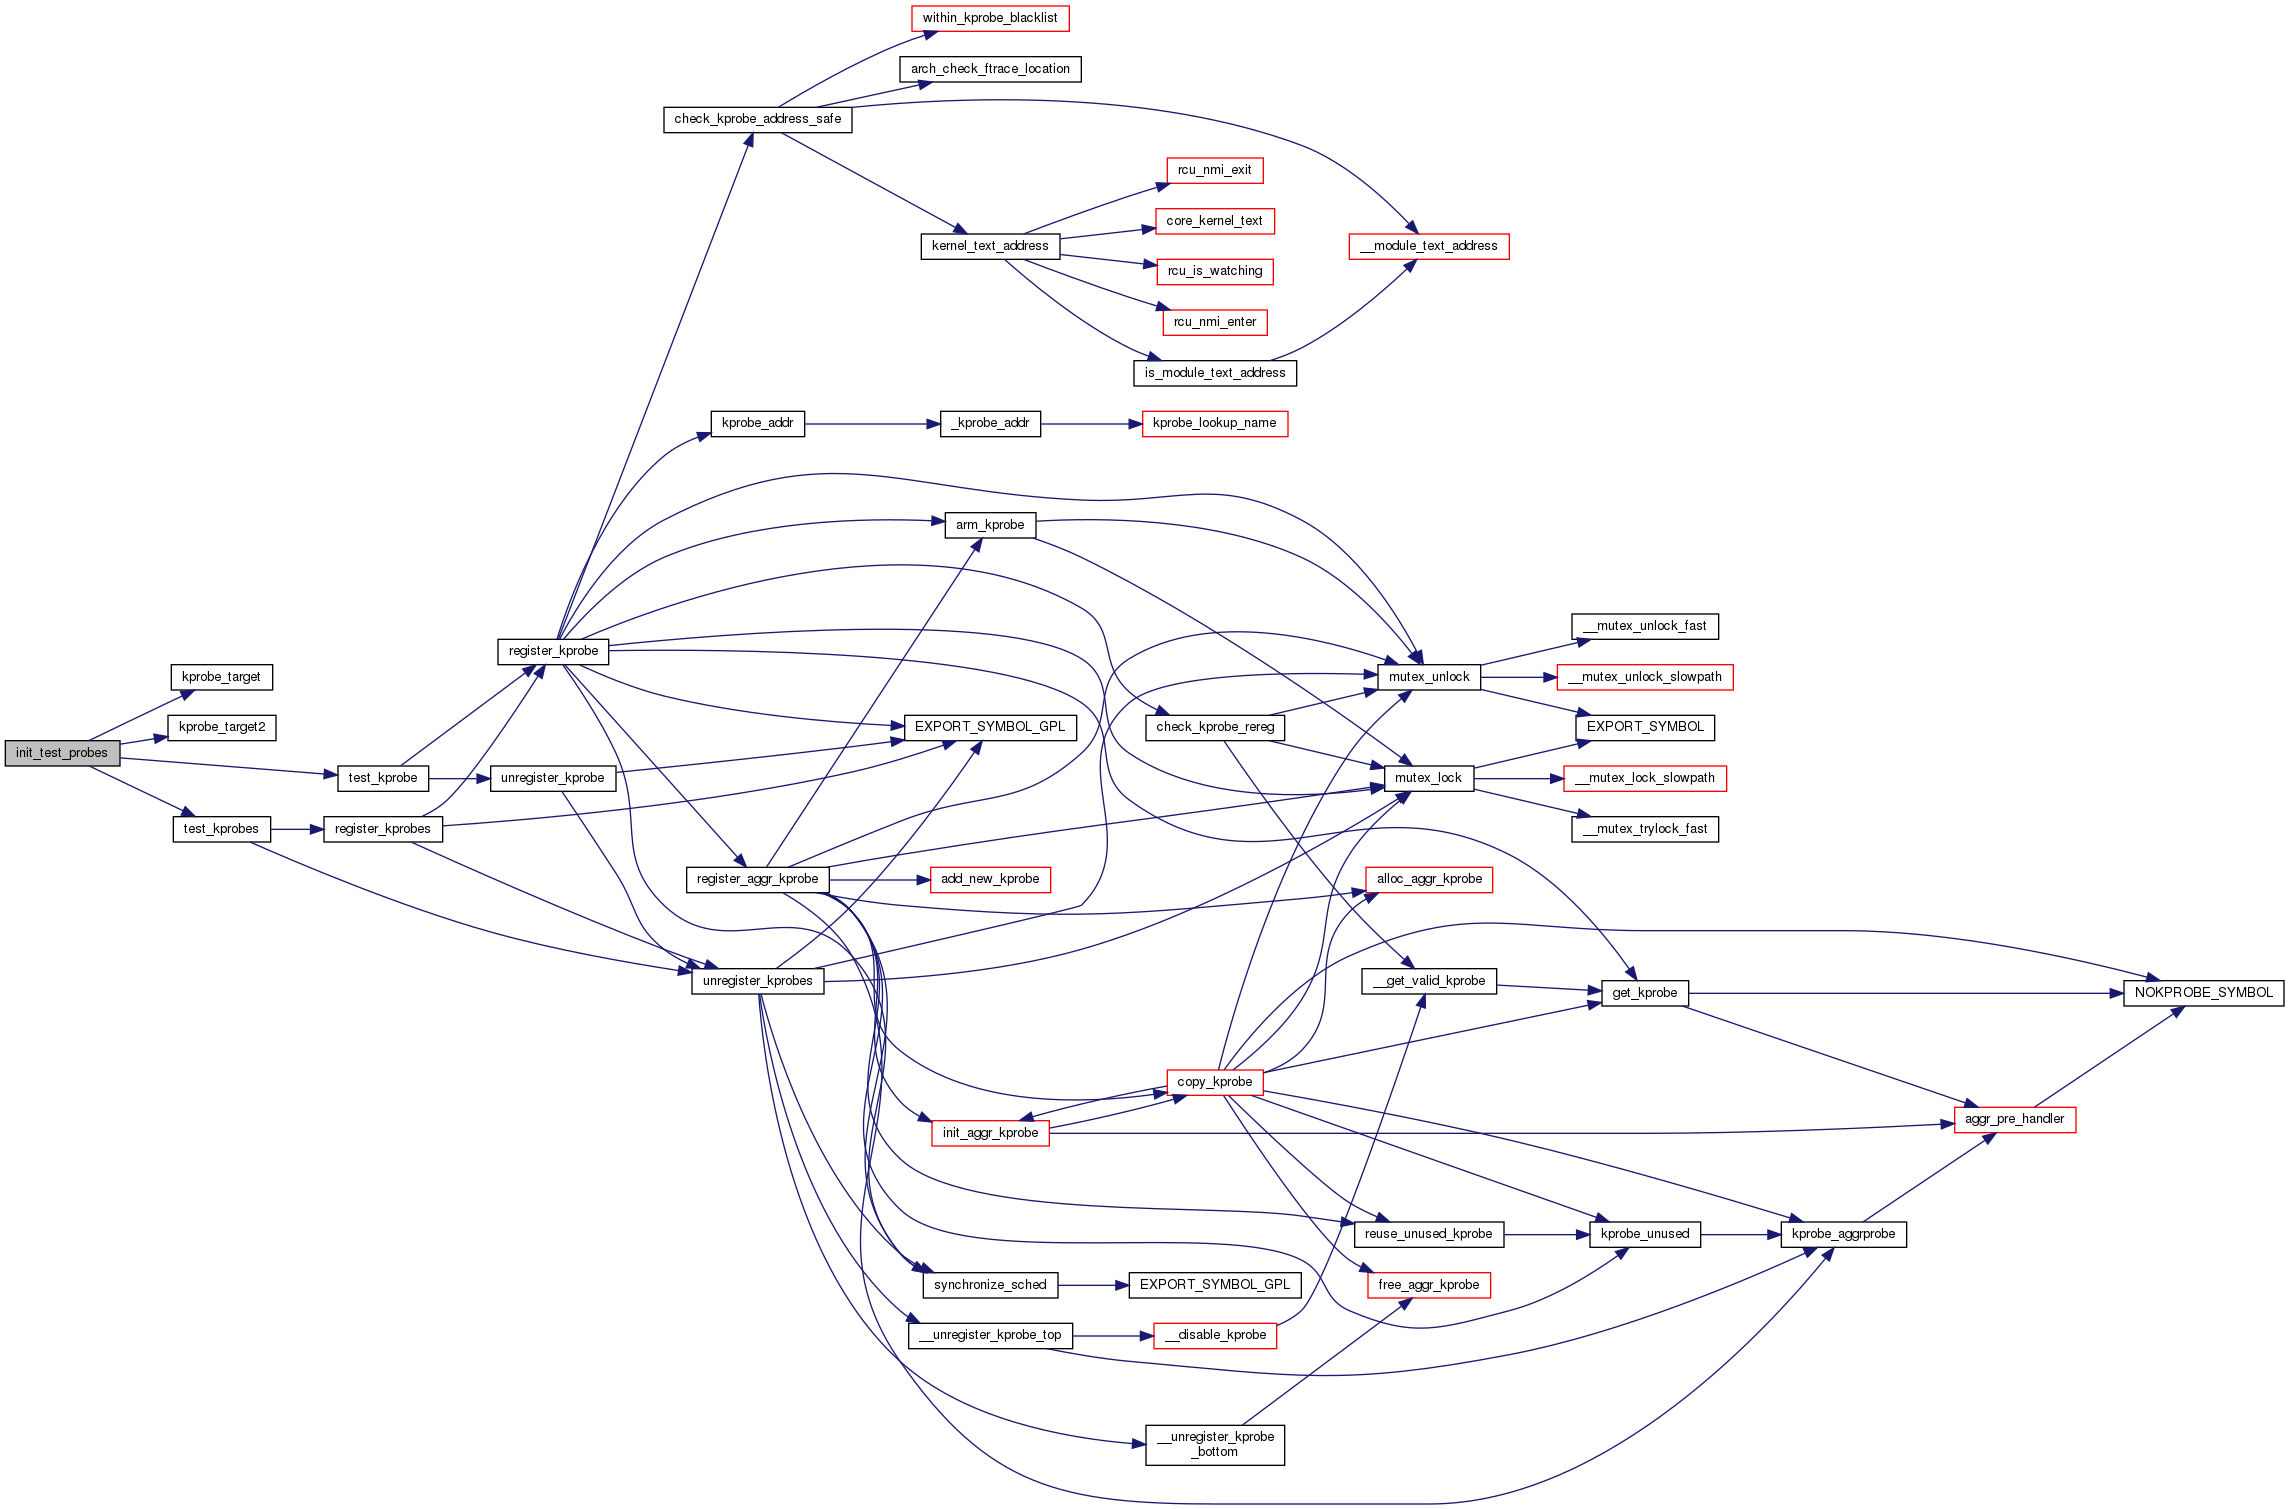 within_kprobe_blacklist
arch_check_ftrace_location
check_kprobe_address_safe
rcu_nmi_exit
core_kernel_text
kernel_text_address
__module_text_address
rcu_is_watching
rcu_nmi_enter
is_module_text_address
kprobe_addr
_kprobe_addr
kprobe_lookup_name
arm_kprobe
__mutex_unlock_fast
register_kprobe
kprobe_target
mutex_unlock
__mutex_unlock_slowpath
kprobe_target2
EXPORT_SYMBOL_GPL
check_kprobe_rereg
EXPORT_SYMBOL
init_test_probes
test_kprobe
unregister_kprobe
mutex_lock
__mutex_lock_slowpath
test_kprobes
register_kprobes
__mutex_trylock_fast
register_aggr_kprobe
add_new_kprobe
alloc_aggr_kprobe
unregister_kprobes
__get_valid_kprobe
get_kprobe
NOKPROBE_SYMBOL
copy_kprobe
init_aggr_kprobe
aggr_pre_handler
reuse_unused_kprobe
kprobe_unused
kprobe_aggrprobe
synchronize_sched
EXPORT_SYMBOL_GPL
free_aggr_kprobe
__unregister_kprobe_top
__disable_kprobe
__unregister_kprobe
_bottom